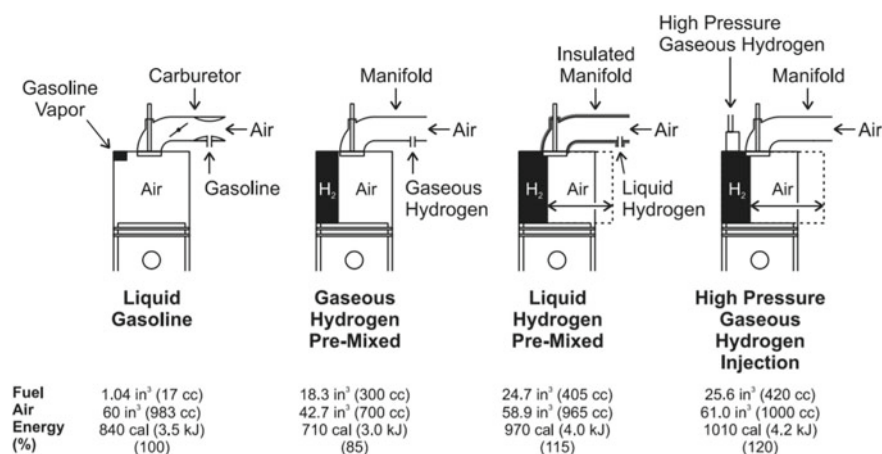 High Pressure
Gaseous Hydrogen
Insulated
Manifold
Carburetor
Manifold
Manifold
Gasoline
Vapor
Air
Air
Air
Air
Air
Gasoline
H₂
Air
Gaseous
Hydrogen
H₂
Air
Liquid
Hydrogen
H₂
Air
Liquid
Gasoline
Gaseous
Hydrogen
Pre-Mixed
Liquid
Hydrogen
Pre-Mixed
High Pressure
Gaseous
Hydrogen
Injection
Fuel 1.04 in³ (17 cc) 18.3 in³ (300 cc) 24.7 in³ (405 cc) 25.6 in³ (420 cc)
Air 60 in³ (983 cc) 42.7 in³ (700 cc) 58.9 in³ (965 cc) 61.0 in³ (1000 cc)
Energy 840 cal (3.5 kJ) 710 cal (3.0 kJ) 970 cal (4.0 kJ) 1010 cal (4.2 kJ)
(%) (100) (85) (115) (120)